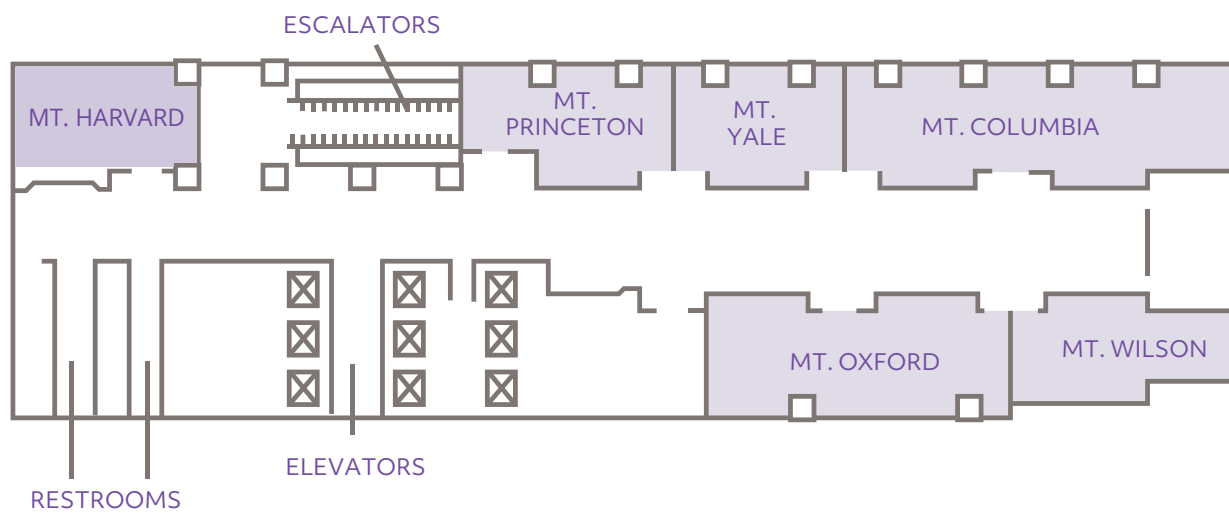 ESCALATORS
MT. HARVARD
MT.
PRINCETON
MT.
YALE
MT. COLUMBIA
MT. OXFORD
MT. WILSON
ELEVATORS
RESTROOMS